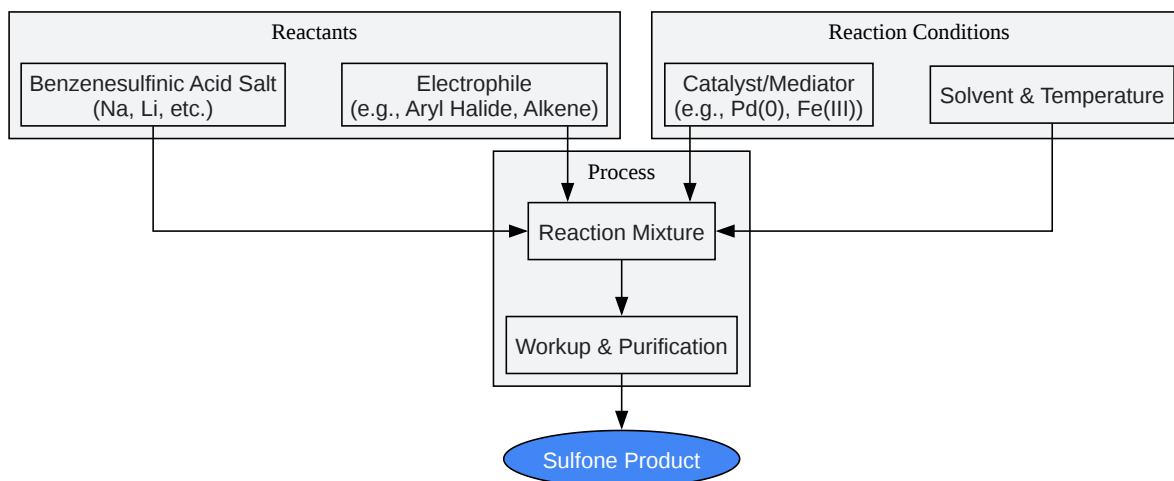 Reactants
Benzenesulfinic Acid Salt
(Na, Li, etc.)
Electrophile
(e.g., Aryl Halide, Alkene)
Reaction Conditions
Catalyst/Mediator
(e.g., Pd(0), Fe(III))
Solvent & Temperature
Process
Reaction Mixture
Workup & Purification
Sulfone Product